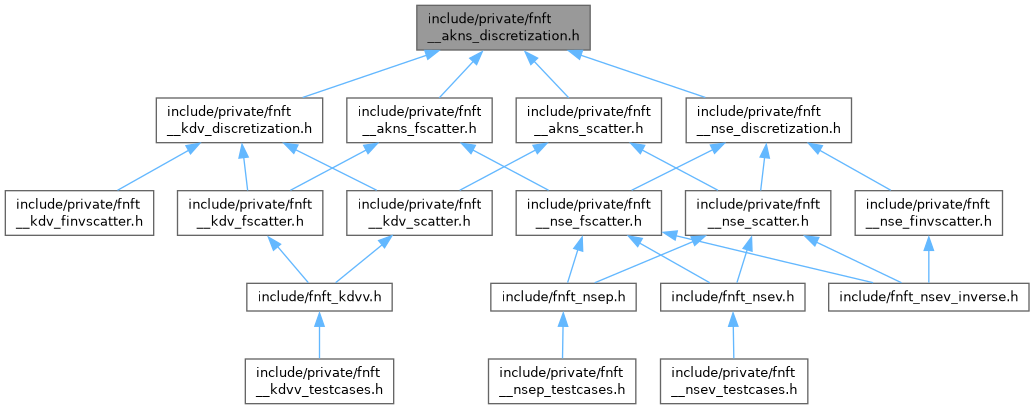 include/private/fnft
__akns_discretization.h
include/private/fnft
__kdv_discretization.h
include/private/fnft
__akns_fscatter.h
include/private/fnft
__akns_scatter.h
include/private/fnft
__nse_discretization.h
include/private/fnft
__kdv_finvscatter.h
include/private/fnft
__kdv_fscatter.h
include/private/fnft
__kdv_scatter.h
include/private/fnft
__nse_fscatter.h
include/private/fnft
__nse_scatter.h
include/private/fnft
__nse_finvscatter.h
include/fnft_kdvv.h
include/fnft_nsep.h
include/fnft_nsev.h
include/fnft_nsev_inverse.h
include/private/fnft
__kdvv_testcases.h
include/private/fnft
__nsep_testcases.h
include/private/fnft
__nsev_testcases.h